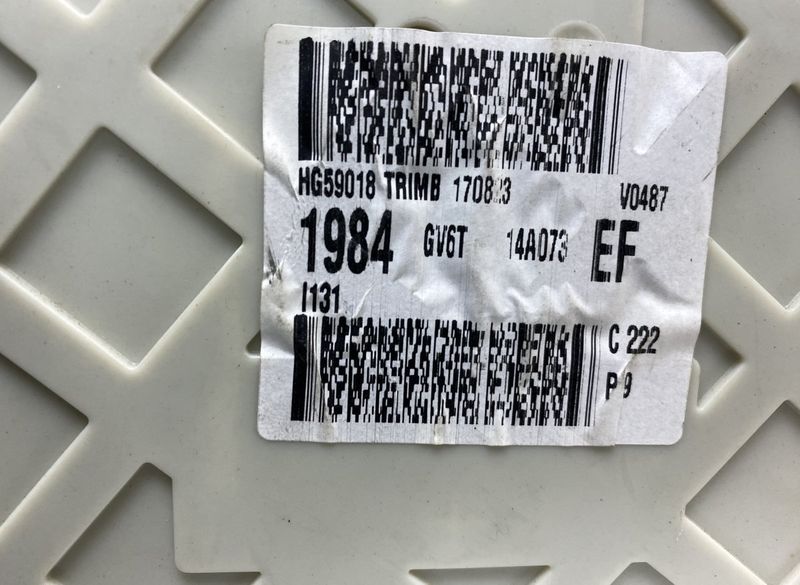 HG59018 TRIMB 170823 V0487
1984 GV6T 14A073 EF
I131
C 222
P 9